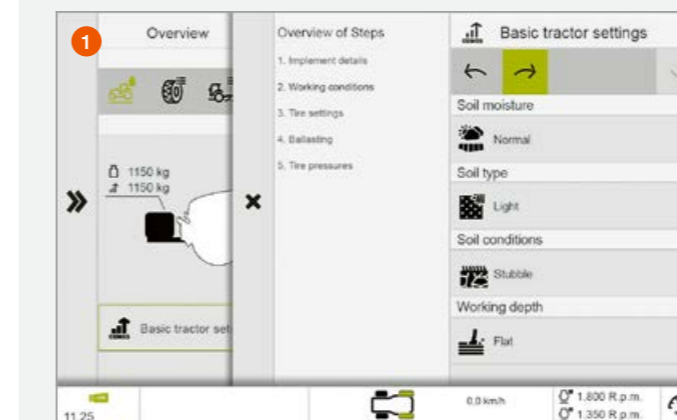 1
Overview
1150 kg
1150 kg
Basic tractor set
Overview of Steps
1. Implement details
2. Working conditions
3. Tire settings
4. Ballasting
5. Tire pressures
Basic tractor settings
Soil moisture
Normal
Soil type
Light
Soil conditions
Stubble
Working depth
Flat
11.25
0,0 km/h
1.800 R.p.m.
1.350 R.p.m.